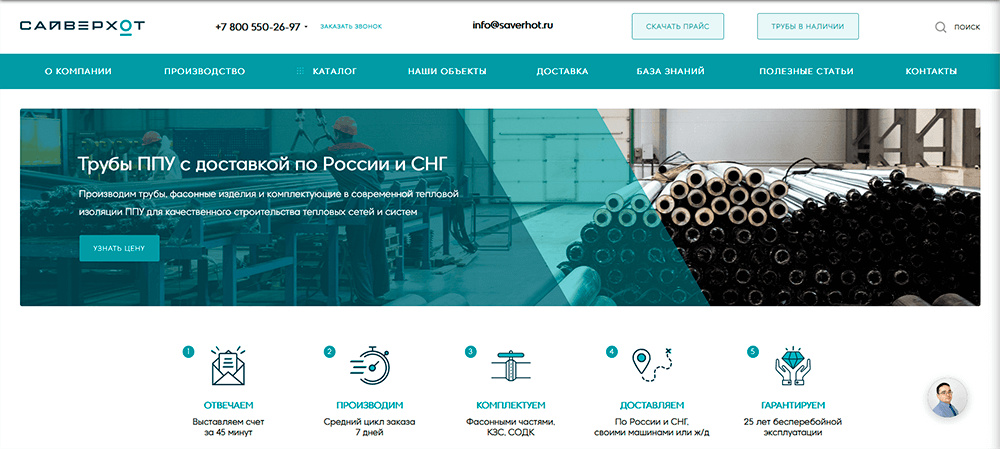 САЙВЕРХОТ
+7 800 550-26-97
ЗАКАЗАТЬ ЗВОНОК
info@saverhot.ru
СКАЧАТЬ ПРАЙС
ТРУБЫ В НАЛИЧИИ
ПОИСК
О КОМПАНИИ
ПРОИЗВОДСТВО
КАТАЛОГ
НАШИ ОБЪЕКТЫ
ДОСТАВКА
БАЗА ЗНАНИЙ
ПОЛЕЗНЫЕ СТАТЬИ
КОНТАКТЫ
Трубы ППУ с доставкой по России и СНГ
Производим трубы, фасонные изделия и комплектующие в современной тепловой
изоляции ППУ для качественного строительства тепловых сетей и систем
УЗНАТЬ ЦЕНУ
1
ОТВЕЧАЕМ
Выставляем счет
за 45 минут
2
ПРОИЗВОДИМ
Средний цикл заказа
7 дней
3
КОМПЛЕКТУЕМ
Фасонными частями,
КЗС, СОДК
4
ДОСТАВЛЯЕМ
По России и СНГ,
своими машинами или ж/д
5
ГАРАНТИРУЕМ
25 лет бесперебойной
эксплуатации